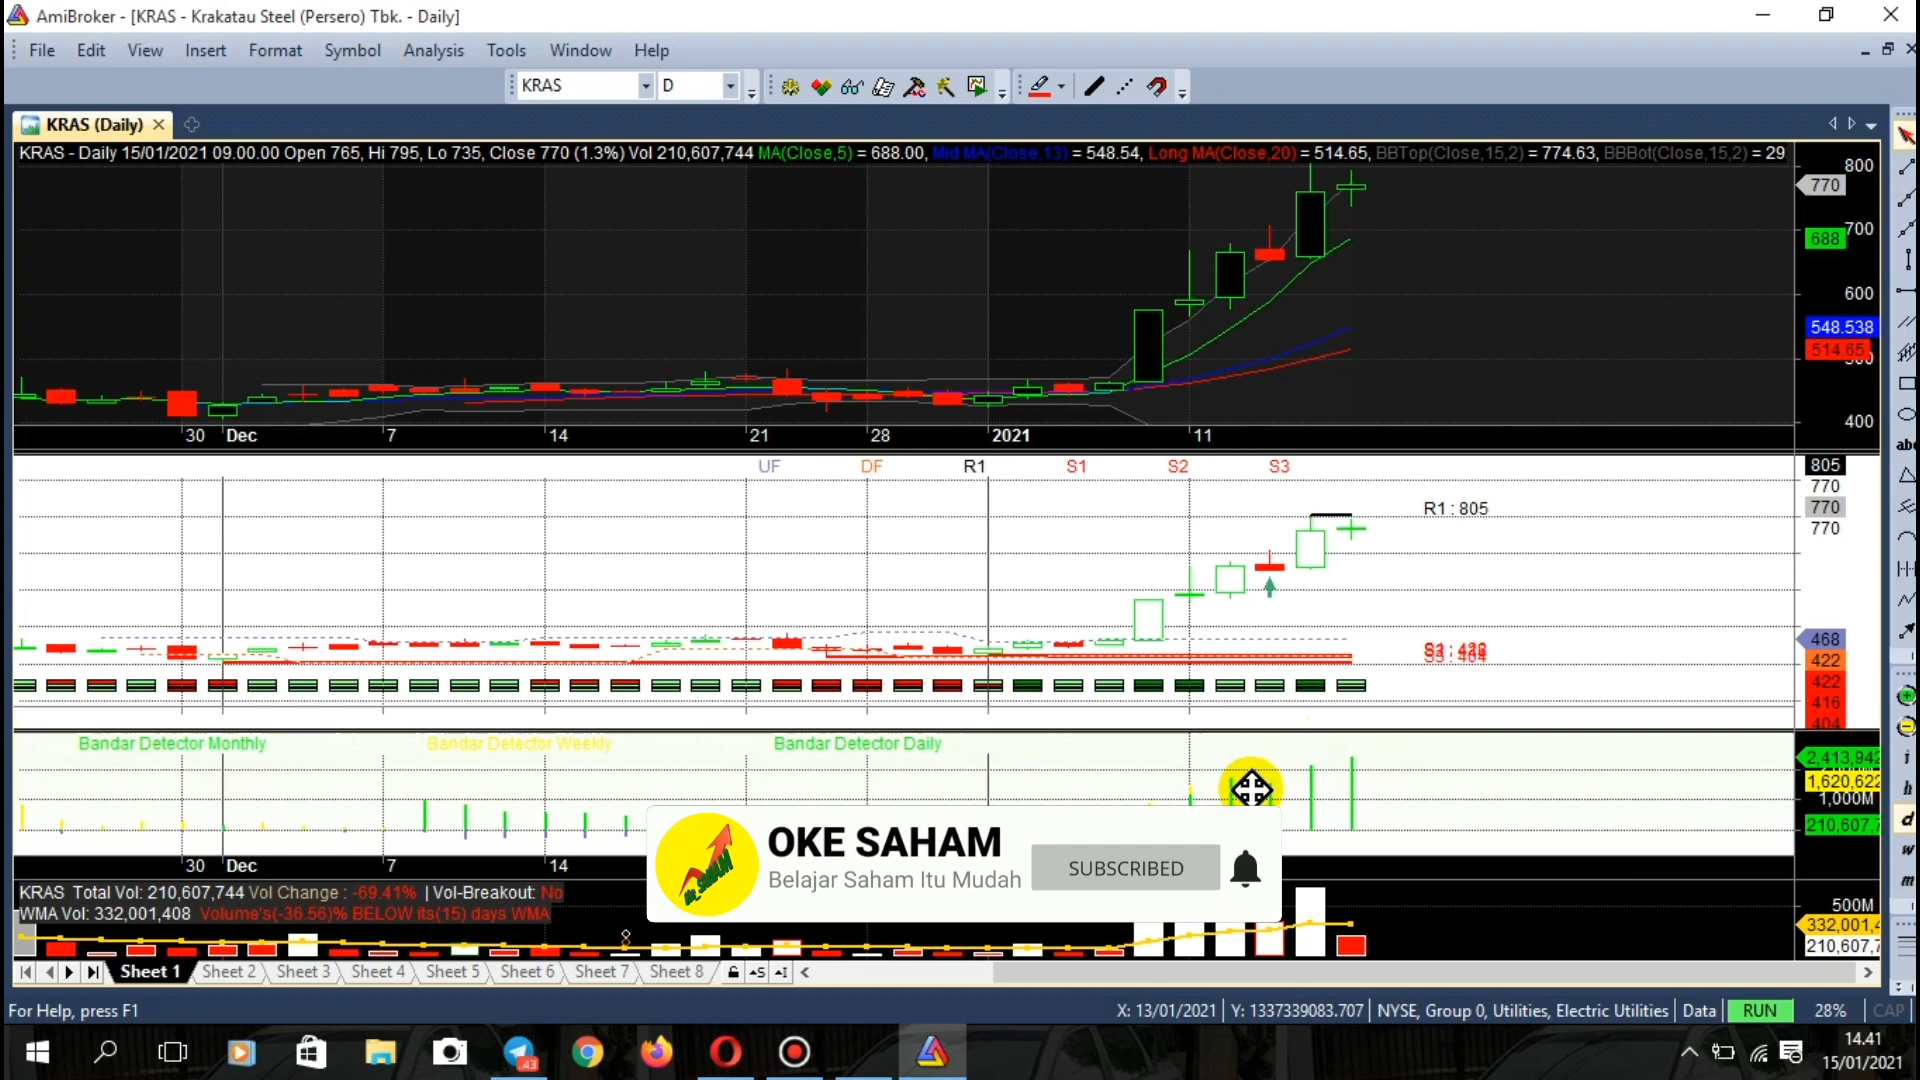 AmiBroker - [KRAS - Krakatau Steel (Persero) Tbk. - Daily]
File Edit View Insert Format Symbol Analysis Tools Window Help
KRAS D
KRAS (Daily)
KRAS - Daily 15/01/2021 09.00.00 Open 765, Hi 795, Lo 735, Close 770 (1.3%) Vol 210,607,744 MA(Close,5) = 688.00, Mid MA(Close,13) = 548.54, Long MA(Close,20) = 514.65, BBTop(Close,15,2) = 774.63, BBBot(Close,15,2) = 29
800
770
700
688
600
548.538
514.65
400
30 Dec 7 14 21 28 2021 11
UF DF R1 S1 S2 S3
805
770
770
770
R1 : 805
468
422
422
416
404
S3 : 404
Bandar Detector Monthly Bandar Detector Weekly Bandar Detector Daily
2,413,942
1,620,622
1,000M
210,607,7
30 Dec 7 14
OKE SAHAM
Belajar Saham Itu Mudah
SUBSCRIBED
KRAS Total Vol: 210,607,744 Vol Change : -69.41% | Vol-Breakout: No
WMA Vol: 332,001,408 Volume's(-36.56)% BELOW its(15) days WMA
500M
332,001,4
210,607,7
Sheet 1 Sheet 2 Sheet 3 Sheet 4 Sheet 5 Sheet 6 Sheet 7 Sheet 8
For Help, press F1
X: 13/01/2021 Y: 1337339083.707 NYSE, Group 0, Utilities, Electric Utilities Data RUN 28% CAP
14.41
15/01/2021
abc
i
h
d
w
m
43